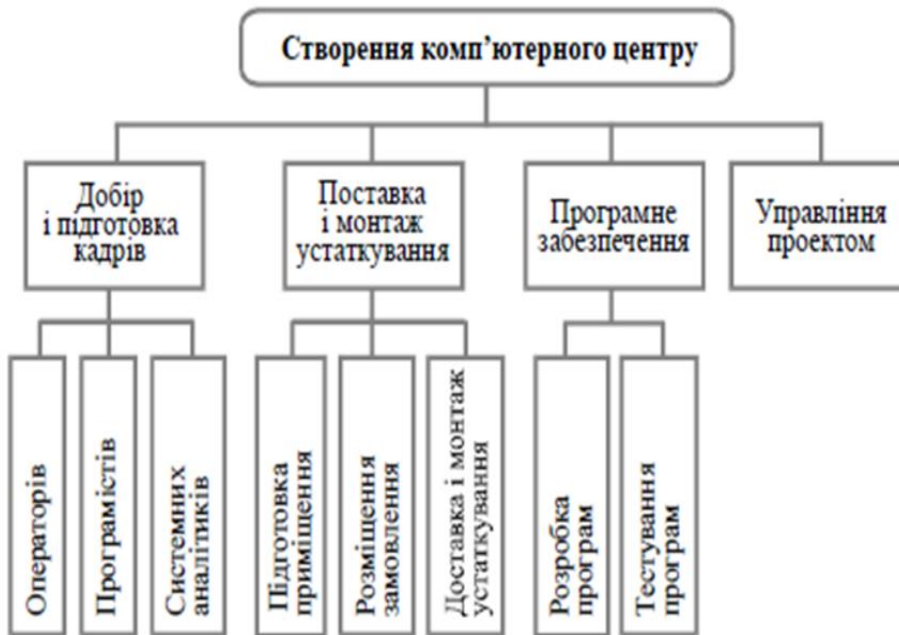 Створення комп’ютерного центру
Добір
і підготовка
кадрів
Поставка
і монтаж
устаткування
Програмне
забезпечення
Управління
проектом
Операторів
Програмістів
Системних
аналітиків
Підготовка
приміщення
Розміщення
замовлення
Доставка і монтаж
устаткування
Розробка
програм
Тестування
програм